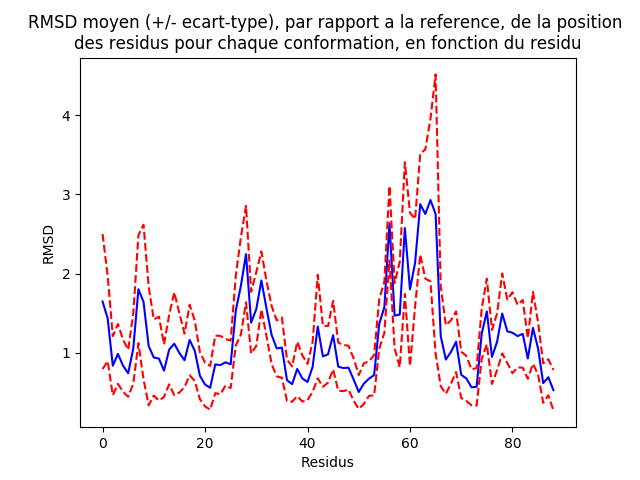 RMSD moyen (+/- ecart-type), par rapport a la reference, de la position
des residus pour chaque conformation, en fonction du residu
4
3
2
1
RMSD
0 20 40 60 80
Residus